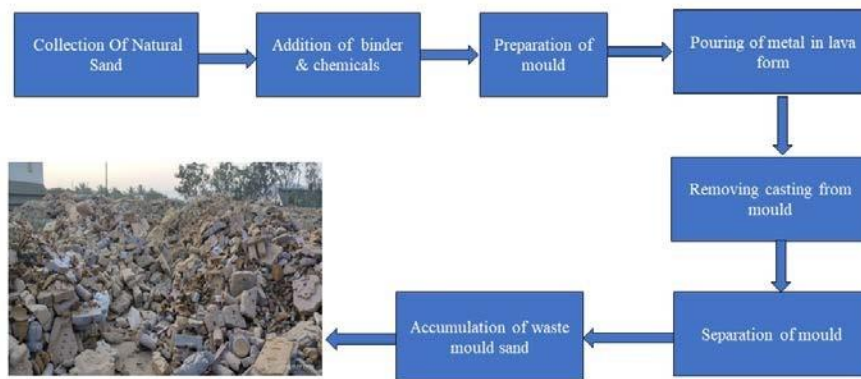 Collection Of Natural
Sand
Addition of binder
& chemicals
Preparation of
mould
Pouring of metal in lava
form
Removing casting from
mould
Separation of mould
Accumulation of waste
mould sand